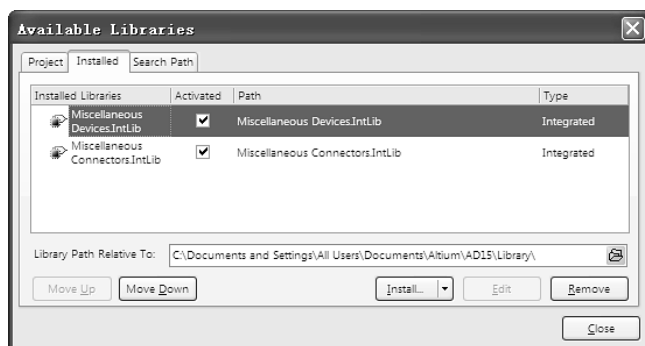 Available Libraries
Project Installed Search Path
Installed Libraries Activated Path Type
Miscellaneous Devices.IntLib Miscellaneous Devices.IntLib Integrated
Miscellaneous Connectors.IntLib Miscellaneous Connectors.IntLib Integrated
Library Path Relative To: C:\Documents and Settings\All Users\Documents\Altium\AD15\Library\
Move Up Move Down Install... Edit Remove
Close